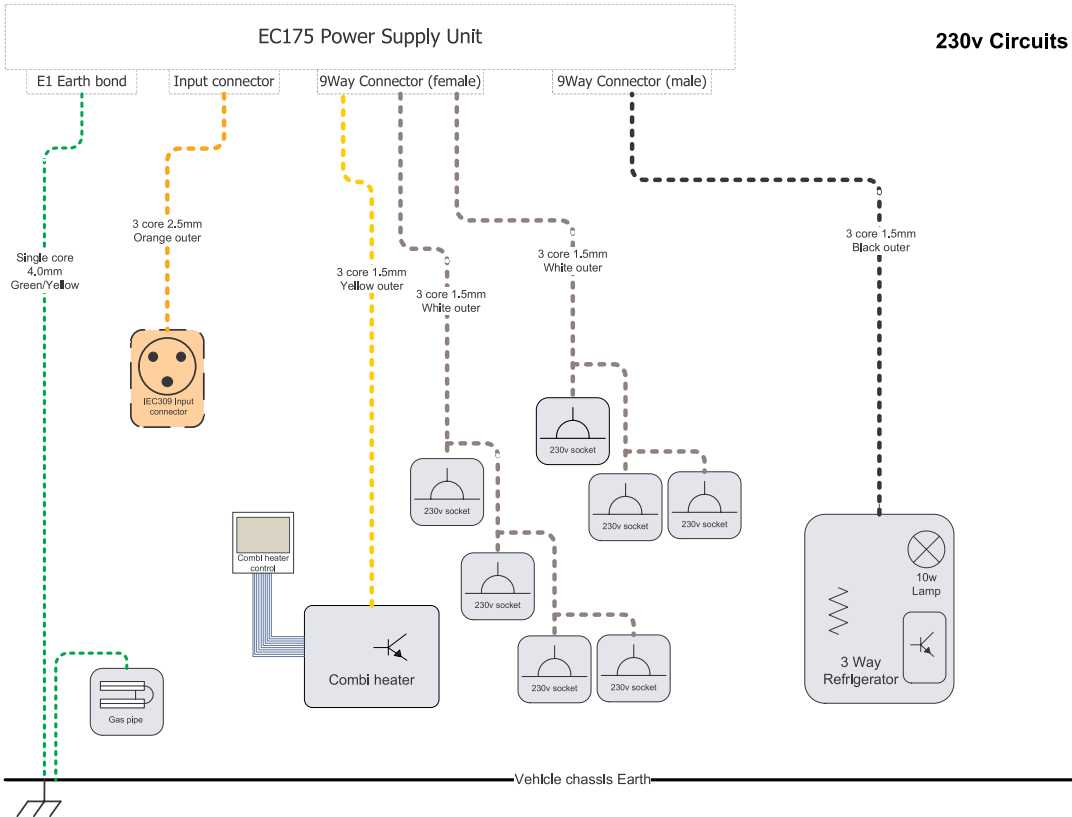 EC175 Power Supply Unit
230v Circuits
E1 Earth bond
Input connector
9Way Connector (female)
9Way Connector (male)
3 core 2.5mm
Orange outer
Single core
4.0mm
Green/Yellow
3 core 1.5mm
Yellow outer
3 core 1.5mm
White outer
3 core 1.5mm
White outer
3 core 1.5mm
Black outer
IEC309 Input
connector
230v socket
230v socket
230v socket
230v socket
230v socket
230v socket
230v socket
Combi heater
control
Combi heater
10w
Lamp
3 Way
Refrigerator
Gas pipe
Vehicle chassis Earth